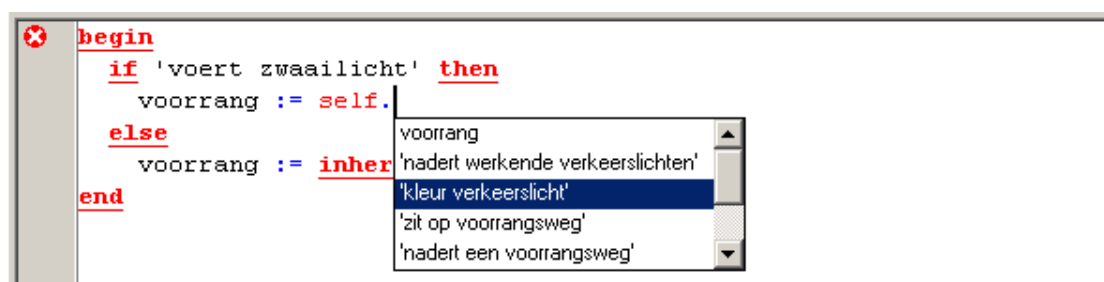 begin
if 'voert zwaailicht' then
voorrang := self.
else
voorrang := inher
end
voorrang
'nadert werkende verkeerslichten'
'kleur verkeerslicht'
'zit op voorrangsweg'
'nadert een voorrangsweg'